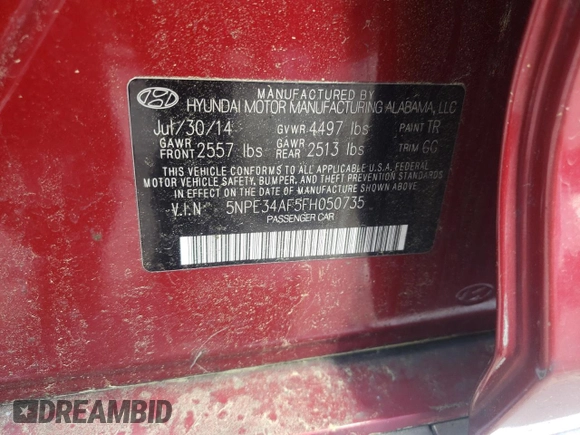 MANUFACTURED BY
HYUNDAI MOTOR MANUFACTURING ALABAMA, LLC
Jul/30/14 GVWR 4497 lbs PAINT TR
GAWR FRONT 2557 lbs GAWR REAR 2513 lbs TRIM GG
THIS VEHICLE CONFORMS TO ALL APPLICABLE U.S.A. FEDERAL
MOTOR VEHICLE SAFETY, BUMPER, AND THEFT PREVENTION STANDARDS
IN EFFECT ON THE DATE OF MANUFACTURE SHOWN ABOVE.
V.I.N 5NPE34AF5FH050735
PASSENGER CAR
DREAMBID